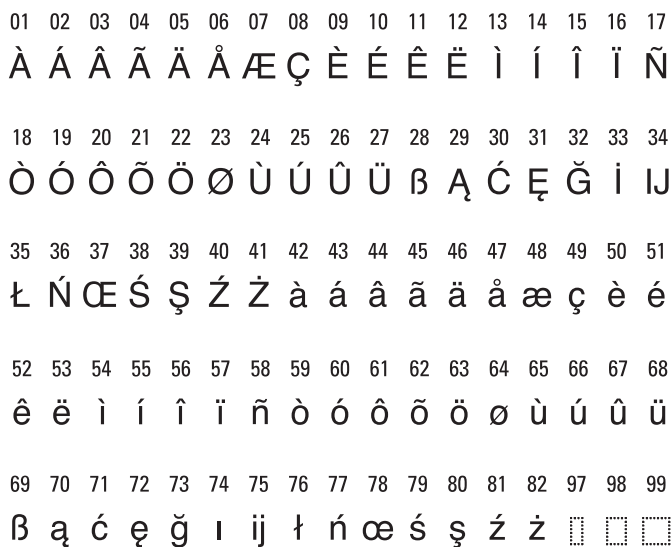 01 02 03 04 05 06 07 08 09 10 11 12 13 14 15 16 17
À Á Â Ã Ä Å Æ Ç È É Ê Ë Ì Í Î Ï Ñ
18 19 20 21 22 23 24 25 26 27 28 29 30 31 32 33 34
Ò Ó Ô Õ Ö Ø Ù Ú Û Ü ß Ą Ć Ę Ğ İ IJ
35 36 37 38 39 40 41 42 43 44 45 46 47 48 49 50 51
Ł Ń Œ Ś Ş Ź Ż à á â ã ä å æ ç è é
52 53 54 55 56 57 58 59 60 61 62 63 64 65 66 67 68
ê ë ì í î ï ñ ò ó ô õ ö ø ù ú û ü
69 70 71 72 73 74 75 76 77 78 79 80 81 82 97 98 99
ß ą ć ę ğ ı ij ł ń œ ś ş ź ż